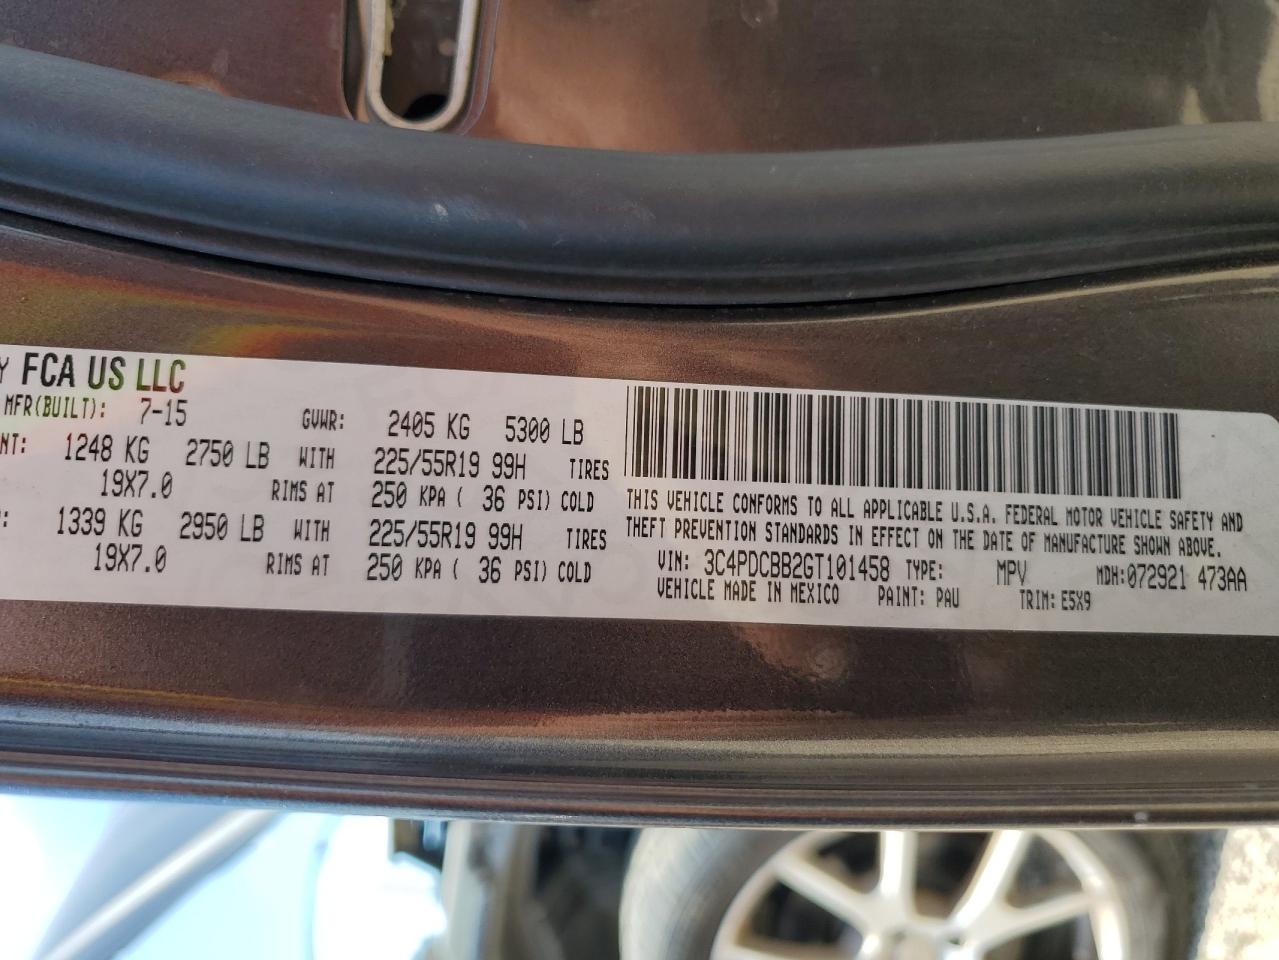 FCA US LLC
MFR(BUILT): 7-15 GVWR: 2405 KG 5300 LB
1248 KG 2750 LB WITH 225/55R19 99H TIRES
19X7.0 RIMS AT 250 KPA ( 36 PSI) COLD
1339 KG 2950 LB WITH 225/55R19 99H TIRES
19X7.0 RIMS AT 250 KPA ( 36 PSI) COLD
THIS VEHICLE CONFORMS TO ALL APPLICABLE U.S.A. FEDERAL MOTOR VEHICLE SAFETY AND
THEFT PREVENTION STANDARDS IN EFFECT ON THE DATE OF MANUFACTURE SHOWN ABOVE.
VIN: 3C4PDCBB2GT101458 TYPE: MPV MDH:072921 473AA
VEHICLE MADE IN MEXICO PAINT: PAU TRIM: E5X9